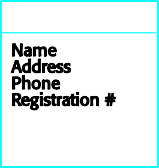 Name
Address
Phone
Registration #